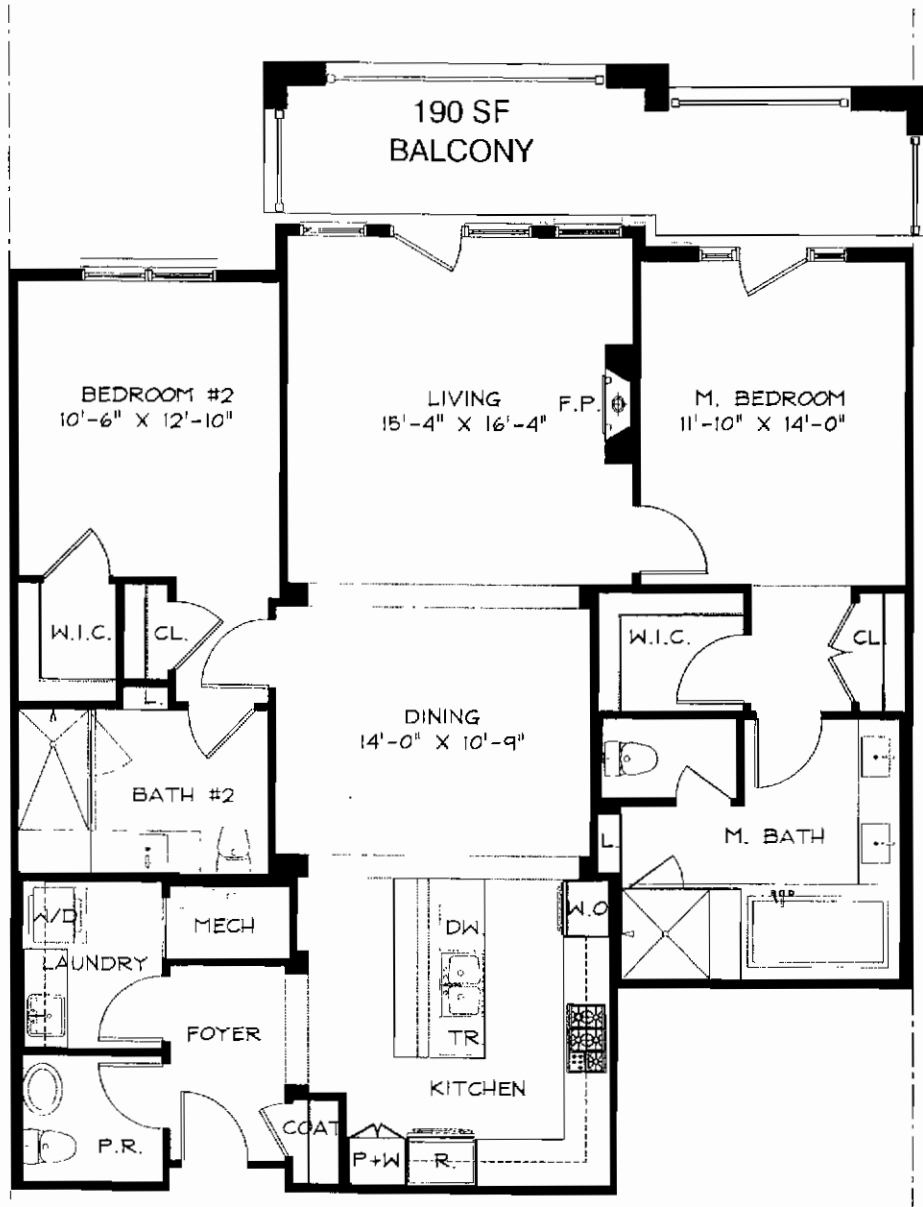 190 SF
BALCONY
BEDROOM #2
10'-6" X 12'-10"
LIVING
15'-4" X 16'-4"
F.P.
M. BEDROOM
11'-10" X 14'-0"
W.I.C.
CL.
W.I.C.
CL.
L.
DINING
14'-0" X 10'-9"
BATH #2
L.
M. BATH
W/D
MECH
DW.
W.O
LAUNDRY
FOYER
TR
KITCHEN
COAT
P.R.
P+W
R.